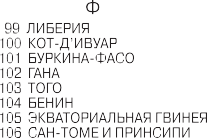 Ф
99 ЛИБЕРИЯ
100 КОТ-Д'ИВУАР
101 БУРКИНА-ФАСО
102 ГАНА
103 ТОГО
104 БЕНИН
105 ЭКВАТОРИАЛЬНАЯ ГВИНЕЯ
106 САН-ТОМЕ И ПРИНСИПИ